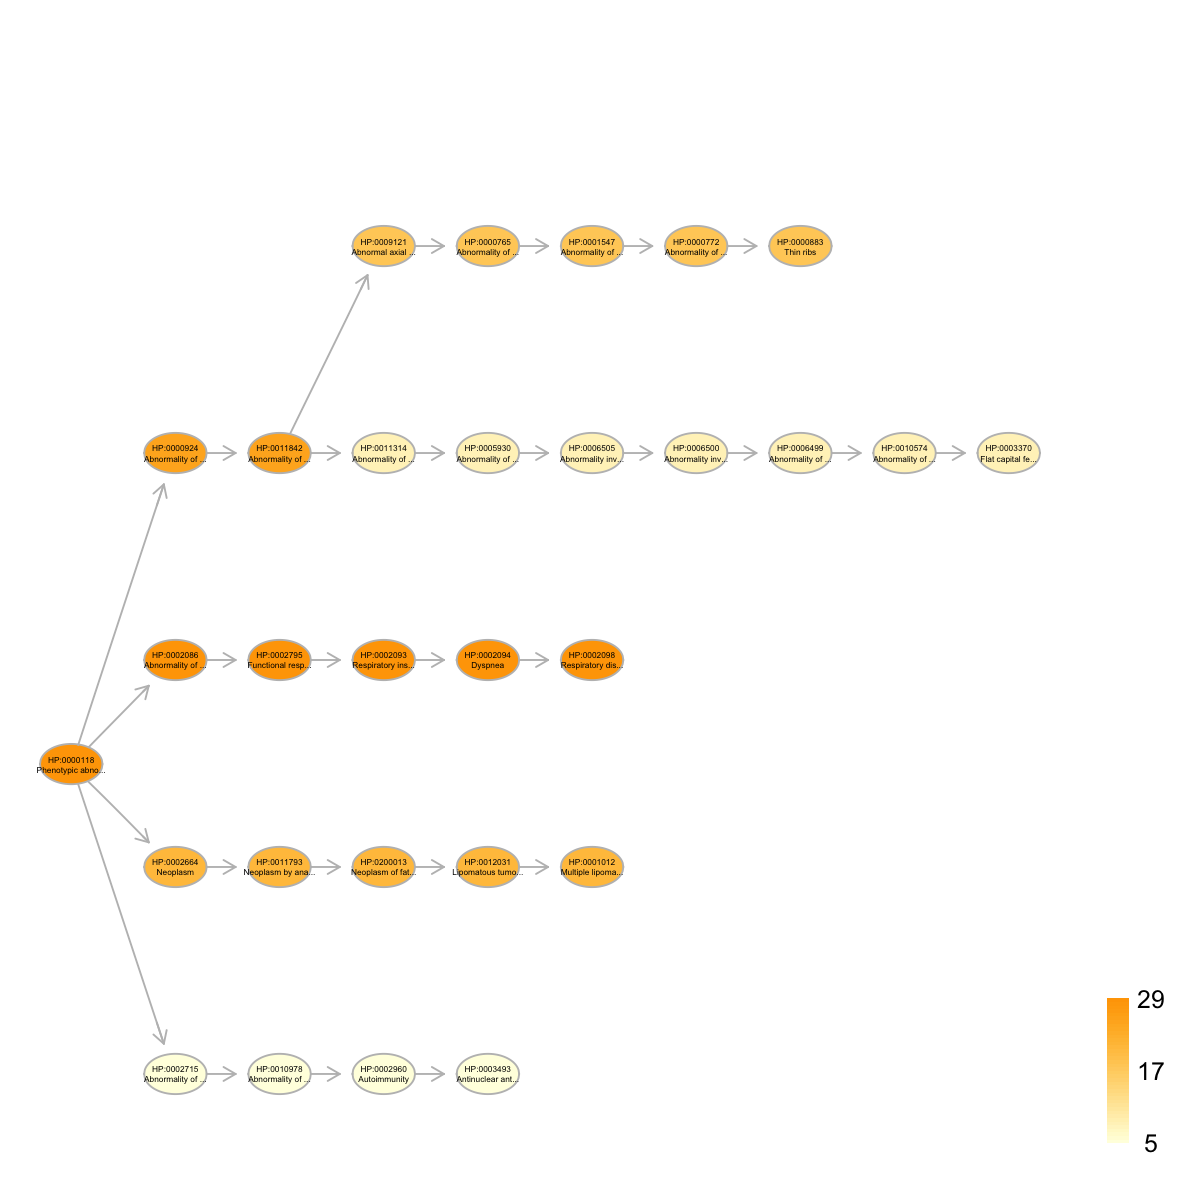 HP:0009121
Abnormal axial ...
HP:0000765
Abnormality of ...
HP:0001547
Abnormality of ...
HP:0000772
Abnormality of ...
HP:0000883
Thin ribs
HP:0000924
Abnormality of ...
HP:0011842
Abnormality of ...
HP:0011314
Abnormality of ...
HP:0005930
Abnormality of ...
HP:0006505
Abnormality inv...
HP:0006500
Abnormality inv...
HP:0006499
Abnormality of ...
HP:0010574
Abnormality of ...
HP:0003370
Flat capital fe...
HP:0002086
Abnormality of ...
HP:0002795
Functional resp...
HP:0002093
Respiratory ins...
HP:0002094
Dyspnea
HP:0002098
Respiratory dis...
HP:0000118
Phenotypic abno...
HP:0002664
Neoplasm
HP:0011793
Neoplasm by ana...
HP:0200013
Neoplasm of fat...
HP:0012031
Lipomatous tumo...
HP:0001012
Multiple lipoma...
HP:0002715
Abnormality of ...
HP:0010978
Abnormality of ...
HP:0002960
Autoimmunity
HP:0003493
Antinuclear ant...
29
17
5